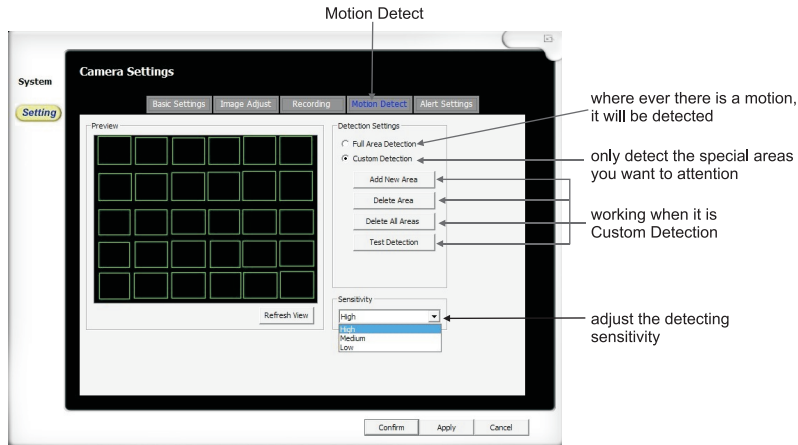 Motion Detect
System
Setting
Camera Settings
Basic Settings Image Adjust Recording Motion Detect Alert Settings
Preview
Refresh View
Detection Settings
Full Area Detection
Custom Detection
Add New Area
Delete Area
Delete All Areas
Test Detection
Sensitivity
High
High
Medium
Low
Confirm Apply Cancel
where ever there is a motion,
it will be detected
only detect the special areas
you want to attention
working when it is
Custom Detection
adjust the detecting
sensitivity